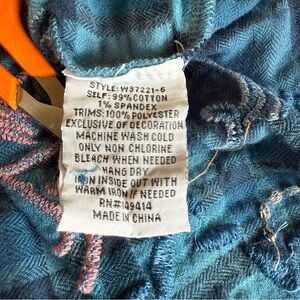 STYLE: W37221-6
SELF: 99% COTTON
1% SPANDEX
TRIMS: 100% POLYESTER
EXCLUSIVE OF DECORATION
MACHINE WASH COLD
ONLY NON CHLORINE
BLEACH WHEN NEEDED
HANG DRY
IRON INSIDE OUT WITH
WARM IRON IF NEEDED
RN#149414
MADE IN CHINA